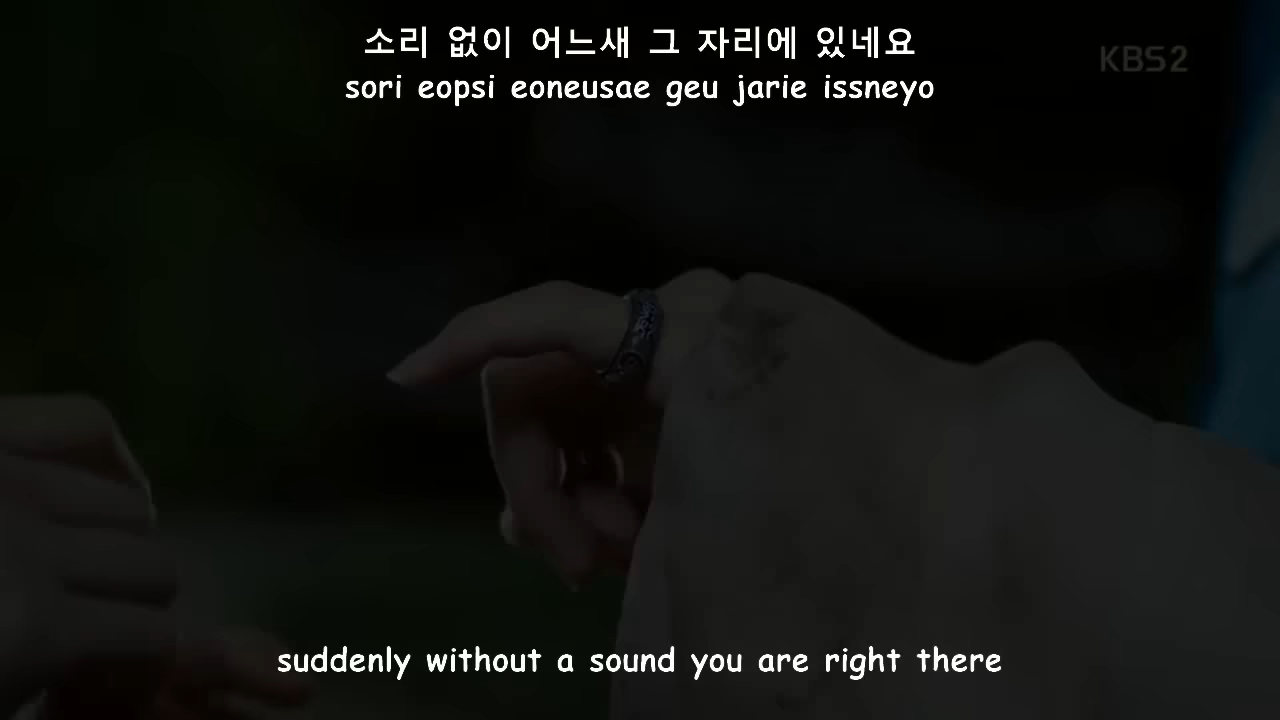 소리 없이 어느새 그 자리에 있네요
KBS2
sori eopsi eoneusae geu jarie issneyo
suddenly without a sound you are right there